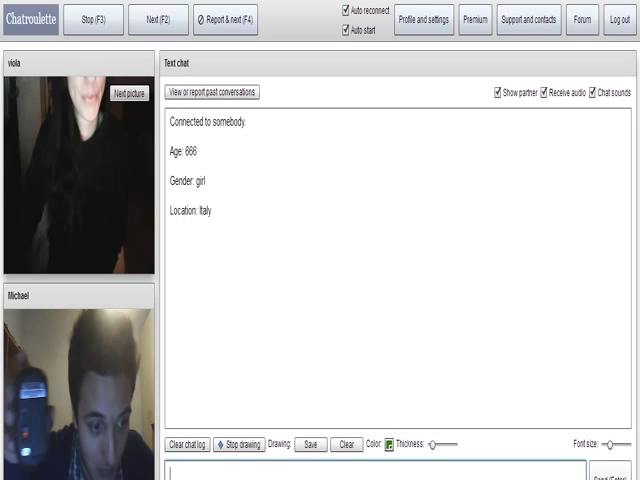 Chatroulette
Stop (F3)
Next (F2)
Report & next (F4)
Auto reconnect
Auto start
Profile and settings
Premium
Support and contacts
Forum
Log out
viola
Next picture
Michael
Text chat
View or report past conversations
Show partner
Receive audio
Chat sounds
Connected to somebody.
Age: 666
Gender: girl
Location: Italy
Clear chat log
Stop drawing
Drawing:
Save
Clear
Color:
Thickness:
Font size:
Send (Enter)